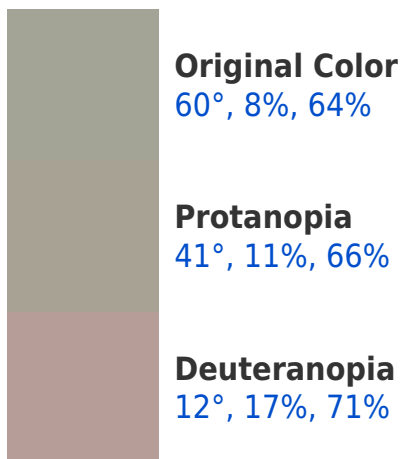 Original Color
60°, 8%, 64%
Protanopia
41°, 11%, 66%
Deuteranopia
12°, 17%, 71%